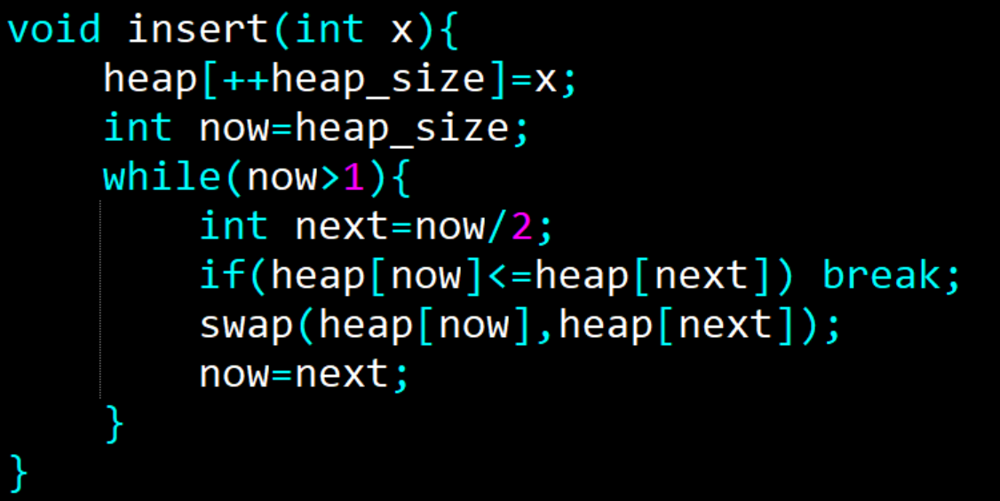 void insert(int x){
    heap[++heap_size]=x;
    int now=heap_size;
    while(now>1){
        int next=now/2;
        if(heap[now]<=heap[next]) break;
        swap(heap[now],heap[next]);
        now=next;
    }
}